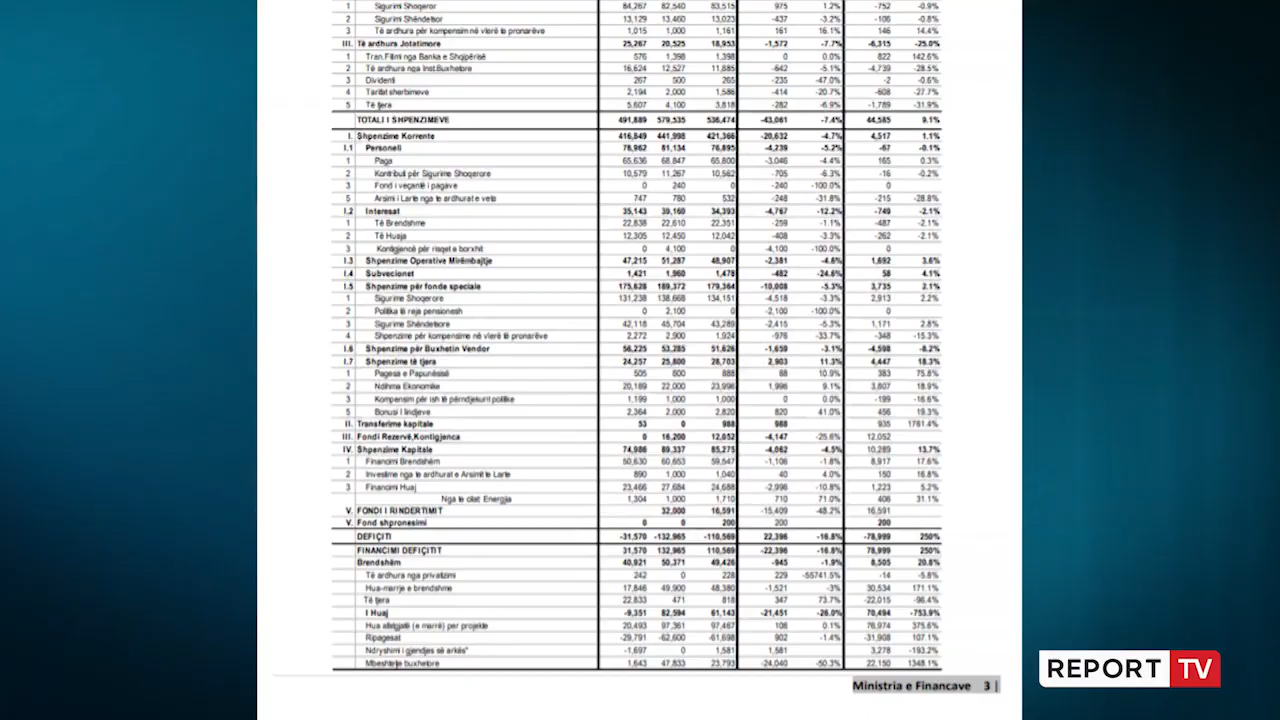 1 Sigurimi Shoqeror 84,267 82,540 83,515 975 1.2% -752 -0.9%
2 Sigurimi Shëndetsor 13,129 13,460 13,023 -437 -3.2% -106 -0.8%
3 Të ardhura për kompensim në vlerë të pronarëve 1,015 1,000 1,161 161 16.1% 146 14.4%
III. Të ardhura Jotatimore 25,267 20,525 18,953 -1,572 -7.7% -6,315 -25.0%
1 Tran.Fitimi nga Banka e Shqipërisë 576 1,398 1,398 0 0.0% 822 142.6%
2 Të ardhura nga Inst.Buxhetore 16,624 12,527 11,885 -642 -5.1% -4,739 -28.5%
3 Dividenti 267 500 265 -235 -47.0% -2 -0.6%
4 Tarifat sherbimeve 2,194 2,000 1,586 -414 -20.7% -608 -27.7%
5 Të tjera 5,607 4,100 3,818 -282 -6.9% -1,789 -31.9%
TOTALI I SHPENZIMEVE 491,889 579,535 536,474 -43,061 -7.4% 44,585 9.1%
I. Shpenzime Korrente 416,849 441,998 421,366 -20,632 -4.7% 4,517 1.1%
I.1 Personeli 76,962 81,134 76,895 -4,239 -5.2% -67 -0.1%
1 Paga 65,636 68,847 65,800 -3,046 -4.4% 165 0.3%
2 Kontributi për Sigurime Shoqerore 10,579 11,267 10,562 -705 -6.3% -16 -0.2%
3 Fond i veçantë i pagave 0 240 0 -240 -100.0% 0
5 Arsimi i Larte nga te ardhurat e veta 747 780 532 -248 -31.8% -215 -28.8%
I.2 Interesat 35,143 39,160 34,393 -4,767 -12.2% -749 -2.1%
1 Të Brendshme 22,838 22,610 22,351 -259 -1.1% -487 -2.1%
2 Të Huaja 12,305 12,450 12,042 -408 -3.3% -262 -2.1%
3 Kontigjencë për risqet e borxhit 0 4,100 0 -4,100 -100.0% 0
I.3 Shpenzime Operative Mirëmbajtje 47,215 51,287 48,907 -2,381 -4.6% 1,692 3.6%
I.4 Subvecionet 1,421 1,960 1,478 -482 -24.6% 58 4.1%
I.5 Shpenzime për fonde speciale 175,628 189,372 179,364 -10,008 -5.3% 3,735 2.1%
1 Sigurime Shoqerore 131,238 138,668 134,151 -4,518 -3.3% 2,913 2.2%
2 Politika të reja pensionesh 0 2,100 0 -2,100 -100.0% 0
3 Sigurime Shëndetsore 42,118 45,704 43,289 -2,415 -5.3% 1,171 2.8%
4 Shpenzime për kompensime në vlerë të pronarëve 2,272 2,900 1,924 -976 -33.7% -348 -15.3%
I.6 Shpenzime për Buxhetin Vendor 56,225 53,285 51,626 -1,659 -3.1% -4,598 -8.2%
I.7 Shpenzime të tjera 24,257 25,800 28,703 2,903 11.3% 4,447 18.3%
1 Pagesa e Papunësisë 505 800 888 88 10.9% 383 75.8%
2 Ndihma Ekonomike 20,189 22,000 23,996 1,996 9.1% 3,807 18.9%
3 Kompensim për ish të përndjekurit politike 1,199 1,000 1,000 0 0.0% -199 -16.6%
5 Bonusi I lindjeve 2,364 2,000 2,820 820 41.0% 456 19.3%
II. Transferime kapitale 53 0 988 988 935 1761.4%
III. Fondi Rezervë,Kontigjenca 0 16,200 12,052 -4,147 -25.6% 12,052
IV. Shpenzime Kapitale 74,986 89,337 85,275 -4,062 -4.5% 10,289 13.7%
1 Financimi Brendshëm 50,630 60,653 59,547 -1,106 -1.8% 8,917 17.6%
2 Investime nga te ardhurat e Arsimit te Larte 890 1,000 1,040 40 4.0% 150 16.8%
3 Financimi Huaj 23,466 27,684 24,688 -2,996 -10.8% 1,223 5.2%
Nga te cilat: Energjia 1,304 1,000 1,710 710 71.0% 406 31.1%
V. FONDI I RINDERTIMIT 32,000 16,591 -15,409 -48.2% 16,591
V. Fond shpronesimi 0 0 200 200 200
DEFIÇITI -31,570 -132,965 -110,569 22,396 -16.8% -78,999 250%
FINANCIMI DEFIÇITIT 31,570 132,965 110,569 -22,396 -16.8% 78,999 250%
Brendshëm 40,921 50,371 49,426 -945 -1.9% 8,505 20.8%
Të ardhura nga privatizimi 242 0 228 229 -55741.5% -14 -5.8%
Hua-marrje e brendshme 17,846 49,900 48,380 -1,521 -3% 30,534 171.1%
Të tjera 22,833 471 818 347 73.7% -22,015 -96.4%
I Huaj -9,351 82,594 61,143 -21,451 -26.0% 70,494 -753.9%
Hua afatgjatë (e marrë) per projekte 20,493 97,361 97,467 106 0.1% 76,974 375.6%
Ripagesat -29,791 -62,600 -61,698 902 -1.4% -31,908 107.1%
Ndryshimi i gjendjes së arkës" -1,697 0 1,581 1,581 3,278 -193.2%
Mbeshtetje buxhetore 1,643 47,833 23,793 -24,040 -50.3% 22,150 1348.1%
Ministria e Financave 3 |
REPORT TV